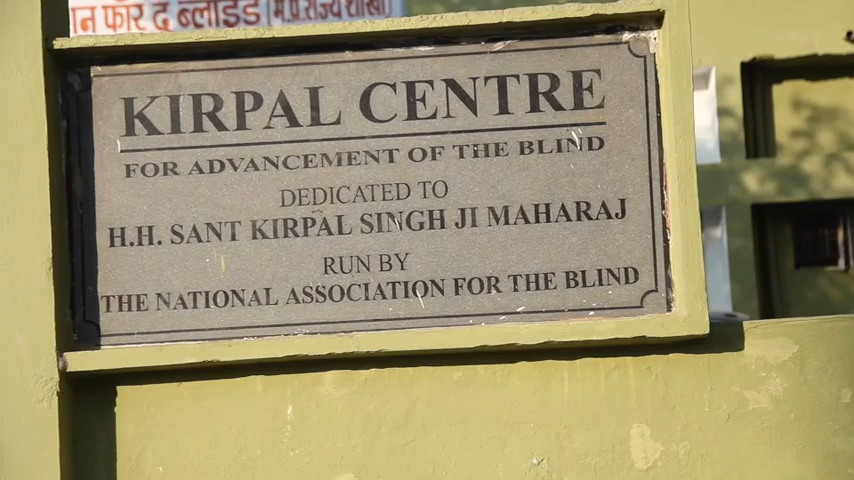 न फॉर द ब्लाइंड (म.प्र.राज्य शाखा)
KIRPAL CENTRE
FOR ADVANCEMENT OF THE BLIND
DEDICATED TO
H.H. SANT KIRPAL SINGH JI MAHARAJ
RUN BY
THE NATIONAL ASSOCIATION FOR THE BLIND